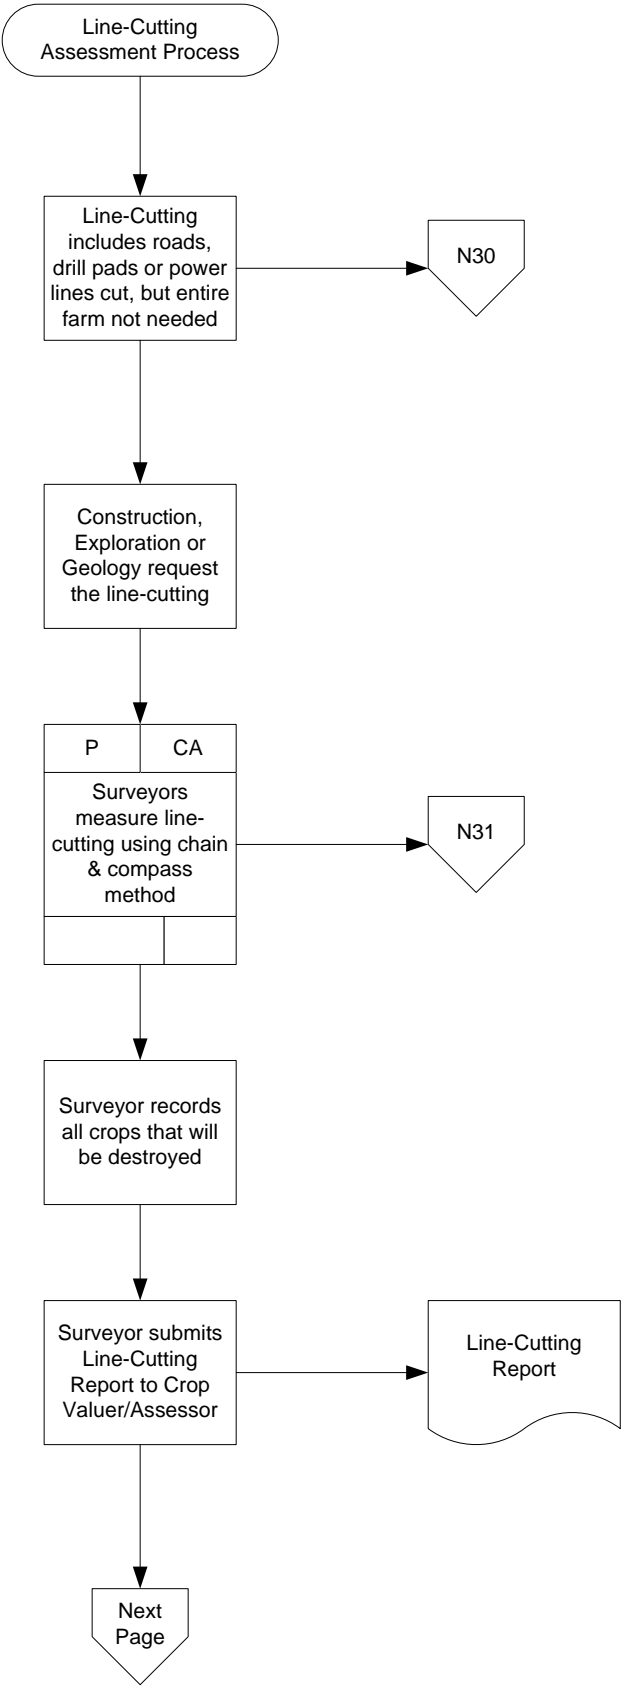 Line-Cutting
Assessment Process
Line-Cutting
includes roads,
drill pads or power
lines cut, but entire
farm not needed
N30
Construction,
Exploration or
Geology request
the line-cutting
P
CA
Surveyors
measure line-
cutting using chain
& compass
method
N31
Surveyor records
all crops that will
be destroyed
Surveyor submits
Line-Cutting
Report to Crop
Valuer/Assessor
Line-Cutting
Report
Next
Page